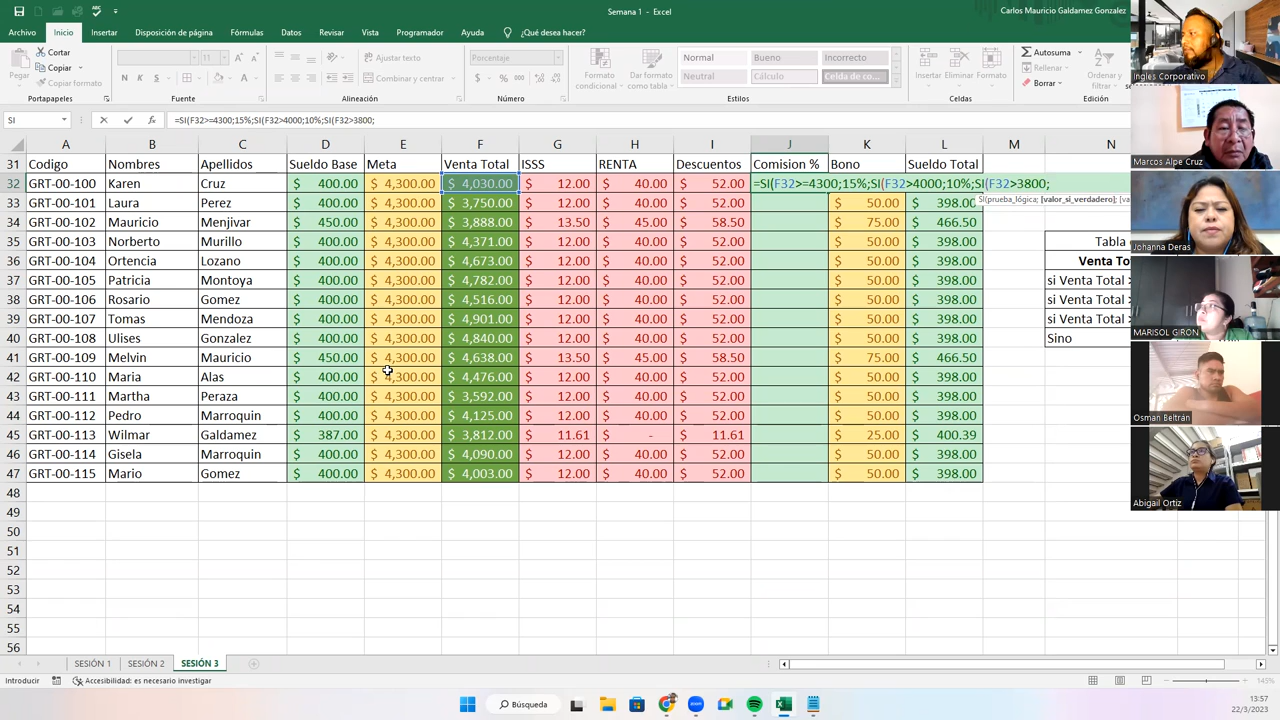 Semana 1 - Excel
Carlos Mauricio Galdamez Gonzalez
Archivo Inicio Insertar Disposición de página Fórmulas Datos Revisar Vista Programador Ayuda ¿Qué desea hacer?
Pegar
Cortar
Copiar
Copiar formato
11
N K S
Ajustar texto
Combinar y centrar
Porcentaje
Formato condicional
Dar formato como tabla
Normal Bueno Incorrecto
Neutral Cálculo Celda de co...
Insertar Eliminar Formato
Autosuma
Rellenar
Borrar
Ordenar y
Portapapeles Fuente Alineación Número Estilos Celdas Edición
SI =SI(F32>=4300;15%;SI(F32>4000;10%;SI(F32>3800;
A B C D E F G H I J K L M N
31 Codigo Nombres Apellidos Sueldo Base Meta Venta Total ISSS RENTA Descuentos Comision % Bono Sueldo Total
32 GRT-00-100 Karen Cruz $ 400.00 $ 4,300.00 $ 4,030.00 $ 12.00 $ 40.00 $ 52.00 =SI(F32>=4300;15%;SI(F32>4000;10%;SI(F32>3800;
SI(prueba_lógica; [valor_si_verdadero];
33 GRT-00-101 Laura Perez $ 400.00 $ 4,300.00 $ 3,750.00 $ 12.00 $ 40.00 $ 52.00 $ 50.00 $ 398.00
34 GRT-00-102 Mauricio Menjivar $ 450.00 $ 4,300.00 $ 3,888.00 $ 13.50 $ 45.00 $ 58.50 $ 75.00 $ 466.50
35 GRT-00-103 Norberto Murillo $ 400.00 $ 4,300.00 $ 4,371.00 $ 12.00 $ 40.00 $ 52.00 $ 50.00 $ 398.00 Tabla
36 GRT-00-104 Ortencia Lozano $ 400.00 $ 4,300.00 $ 4,673.00 $ 12.00 $ 40.00 $ 52.00 $ 50.00 $ 398.00 Venta To
37 GRT-00-105 Patricia Montoya $ 400.00 $ 4,300.00 $ 4,782.00 $ 12.00 $ 40.00 $ 52.00 $ 50.00 $ 398.00 si Venta Total
38 GRT-00-106 Rosario Gomez $ 400.00 $ 4,300.00 $ 4,516.00 $ 12.00 $ 40.00 $ 52.00 $ 50.00 $ 398.00 si Venta Total
39 GRT-00-107 Tomas Mendoza $ 400.00 $ 4,300.00 $ 4,901.00 $ 12.00 $ 40.00 $ 52.00 $ 50.00 $ 398.00 si Venta Total
40 GRT-00-108 Ulises Gonzalez $ 400.00 $ 4,300.00 $ 4,840.00 $ 12.00 $ 40.00 $ 52.00 $ 50.00 $ 398.00 Sino
41 GRT-00-109 Melvin Mauricio $ 450.00 $ 4,300.00 $ 4,638.00 $ 13.50 $ 45.00 $ 58.50 $ 75.00 $ 466.50
42 GRT-00-110 Maria Alas $ 400.00 $ 4,300.00 $ 4,476.00 $ 12.00 $ 40.00 $ 52.00 $ 50.00 $ 398.00
43 GRT-00-111 Martha Peraza $ 400.00 $ 4,300.00 $ 3,592.00 $ 12.00 $ 40.00 $ 52.00 $ 50.00 $ 398.00
44 GRT-00-112 Pedro Marroquin $ 400.00 $ 4,300.00 $ 4,125.00 $ 12.00 $ 40.00 $ 52.00 $ 50.00 $ 398.00
45 GRT-00-113 Wilmar Galdamez $ 387.00 $ 4,300.00 $ 3,812.00 $ 11.61 $ - $ 11.61 $ 25.00 $ 400.39
46 GRT-00-114 Gisela Marroquin $ 400.00 $ 4,300.00 $ 4,090.00 $ 12.00 $ 40.00 $ 52.00 $ 50.00 $ 398.00
47 GRT-00-115 Mario Gomez $ 400.00 $ 4,300.00 $ 4,003.00 $ 12.00 $ 40.00 $ 52.00 $ 50.00 $ 398.00
48
49
50
51
52
53
54
55
56
SESIÓN 1 SESIÓN 2 SESIÓN 3
Introducir Accesibilidad: es necesario investigar 145%
Búsqueda
13:57
22/3/2023
Ingles Corporativo
Marcos Alpe Cruz
Johanna Deras
MARISOL GIRON
Osman Beltrán
Abigail Ortiz